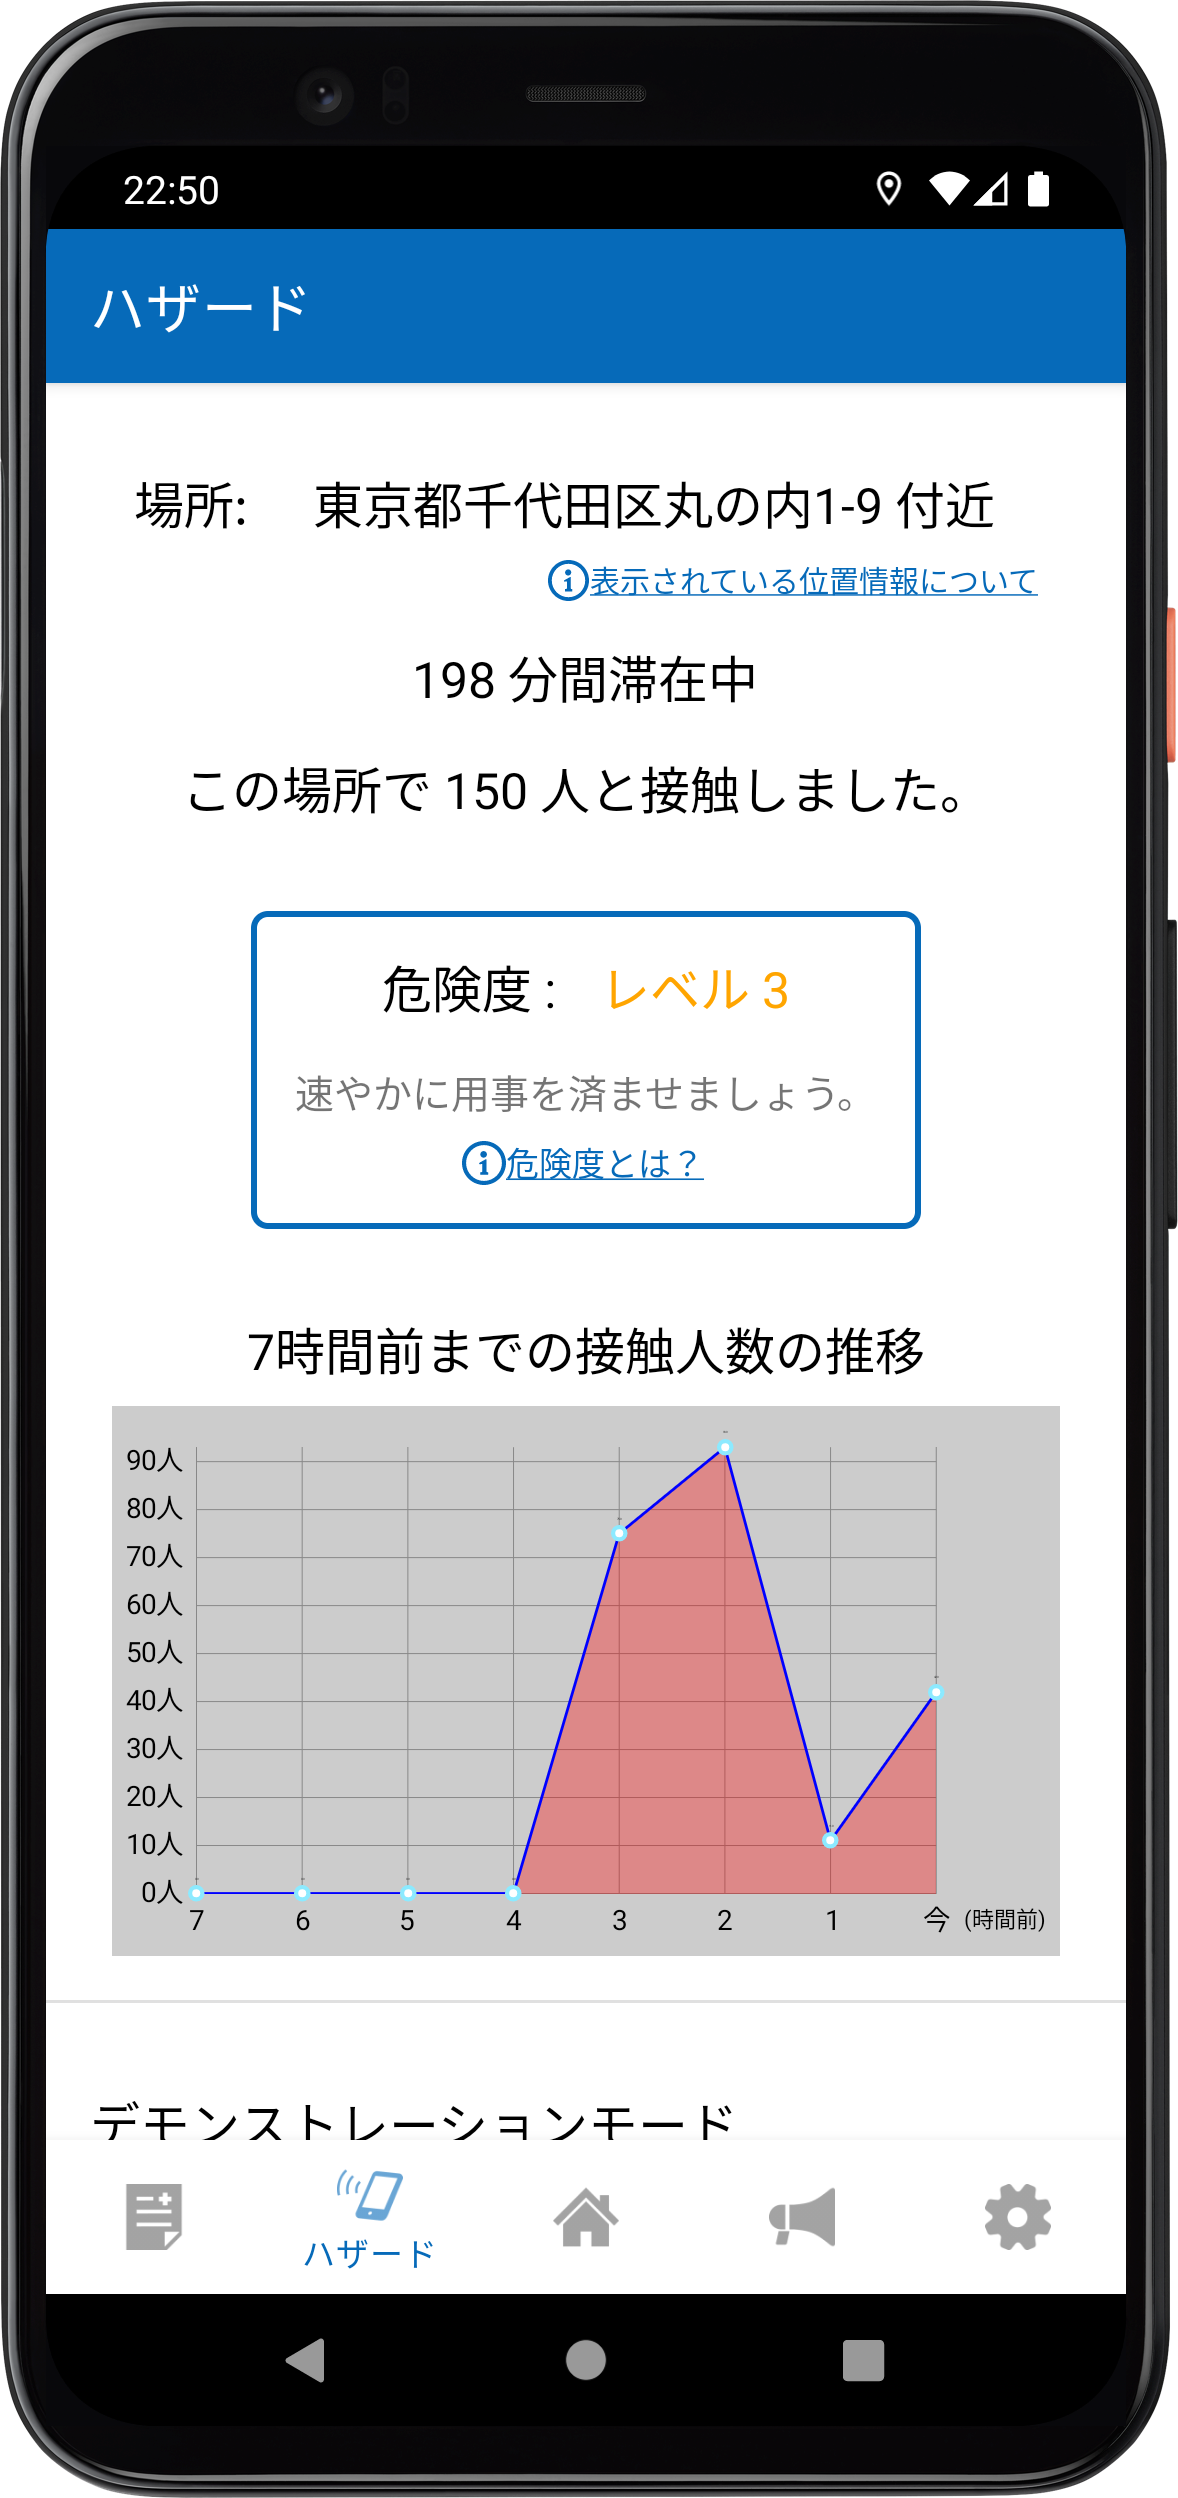 22:50
ハザード
場所: 東京都千代田区丸の内1-9 付近
表示されている位置情報について
198 分間滞在中
この場所で 150 人と接触しました。
危険度 : レベル 3
速やかに用事を済ませましょう。
危険度とは？
7時間前までの接触人数の推移
90人
80人
70人
60人
50人
40人
30人
20人
10人
0人
7 6 5 4 3 2 1 今 (時間前)
デモンストレーションモード
ハザード